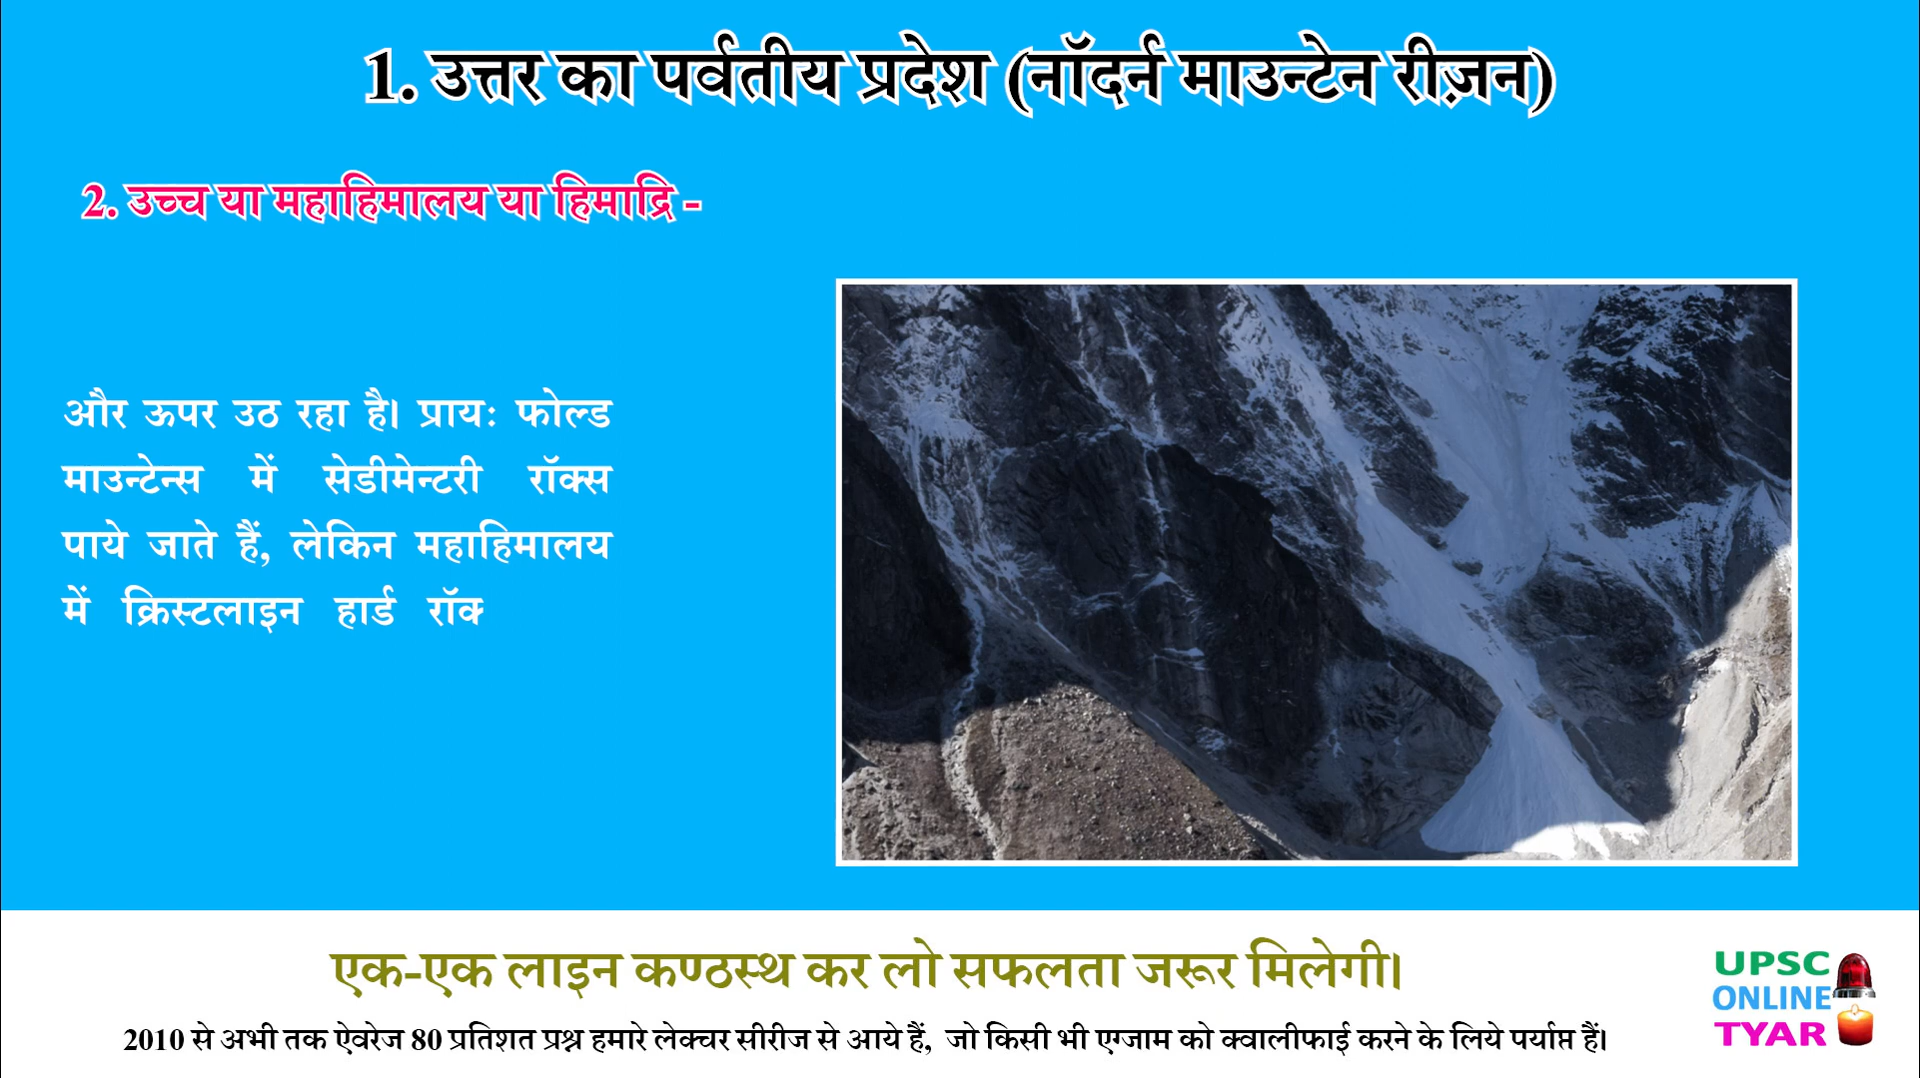 1. उत्तर का पर्वतीय प्रदेश (नॉदर्न माउन्टेन रीज़न)
2. उच्च या महाहिमालय या हिमाद्रि -
और ऊपर उठ रहा है। प्रायः फोल्ड
माउन्टेन्स में सेडीमेन्टरी रॉक्स
पाये जाते हैं, लेकिन महाहिमालय
में क्रिस्टलाइन हार्ड रॉक
एक-एक लाइन कण्ठस्थ कर लो सफलता जरूर मिलेगी।
2010 से अभी तक ऐवरेज 80 प्रतिशत प्रश्न हमारे लेक्चर सीरीज से आये हैं, जो किसी भी एग्जाम को क्वालीफाई करने के लिये पर्याप्त हैं।
UPSC
ONLINE
TYAR